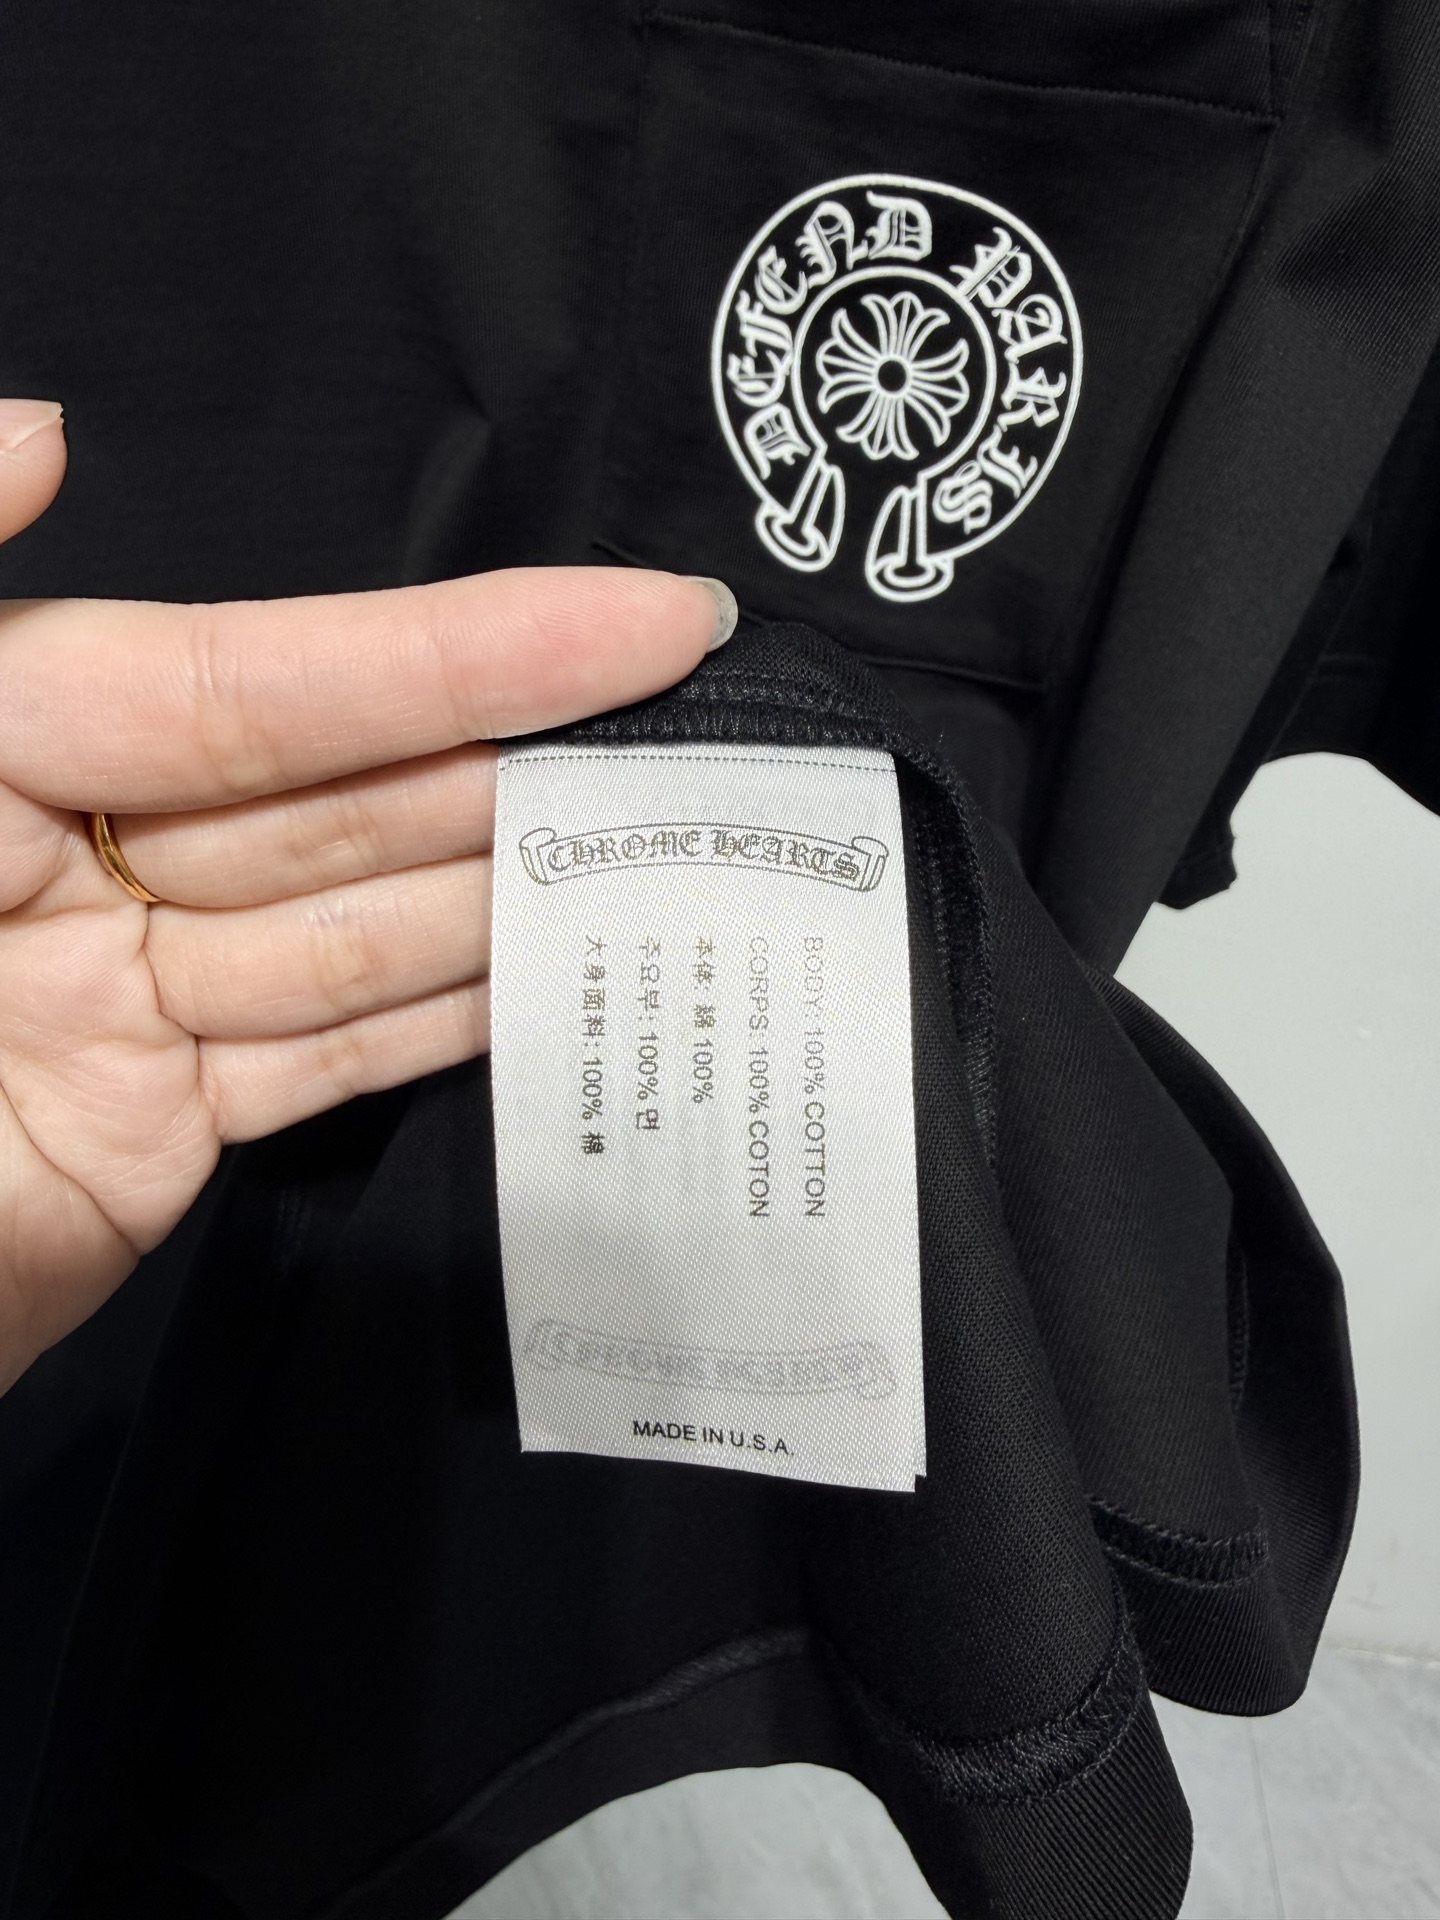 DEFEND PARIS
CHROME HEARTS
BODY: 100% COTTON
CORPS: 100% COTON
本体 綿 100%
주요부: 100% 면
大身面料: 100% 棉
MADE IN U.S.A.